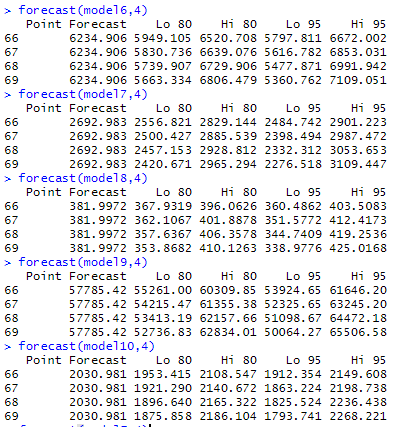 > forecast(model6,4)
Point Forecast Lo 80 Hi 80 Lo 95 Hi 95
66 6234.906 5949.105 6520.708 5797.811 6672.002
67 6234.906 5830.736 6639.076 5616.782 6853.031
68 6234.906 5739.907 6729.906 5477.871 6991.942
69 6234.906 5663.334 6806.479 5360.762 7109.051
> forecast(model7,4)
Point Forecast Lo 80 Hi 80 Lo 95 Hi 95
66 2692.983 2556.821 2829.144 2484.742 2901.223
67 2692.983 2500.427 2885.539 2398.494 2987.472
68 2692.983 2457.153 2928.812 2332.312 3053.653
69 2692.983 2420.671 2965.294 2276.518 3109.447
> forecast(model8,4)
Point Forecast Lo 80 Hi 80 Lo 95 Hi 95
66 381.9972 367.9319 396.0626 360.4862 403.5083
67 381.9972 362.1067 401.8878 351.5772 412.4173
68 381.9972 357.6367 406.3578 344.7409 419.2536
69 381.9972 353.8682 410.1263 338.9776 425.0168
> forecast(model9,4)
Point Forecast Lo 80 Hi 80 Lo 95 Hi 95
66 57785.42 55261.00 60309.85 53924.65 61646.20
67 57785.42 54215.47 61355.38 52325.65 63245.20
68 57785.42 53413.19 62157.66 51098.67 64472.18
69 57785.42 52736.83 62834.01 50064.27 65506.58
> forecast(model10,4)
Point Forecast Lo 80 Hi 80 Lo 95 Hi 95
66 2030.981 1953.415 2108.547 1912.354 2149.608
67 2030.981 1921.290 2140.672 1863.224 2198.738
68 2030.981 1896.640 2165.322 1825.524 2236.438
69 2030.981 1875.858 2186.104 1793.741 2268.221